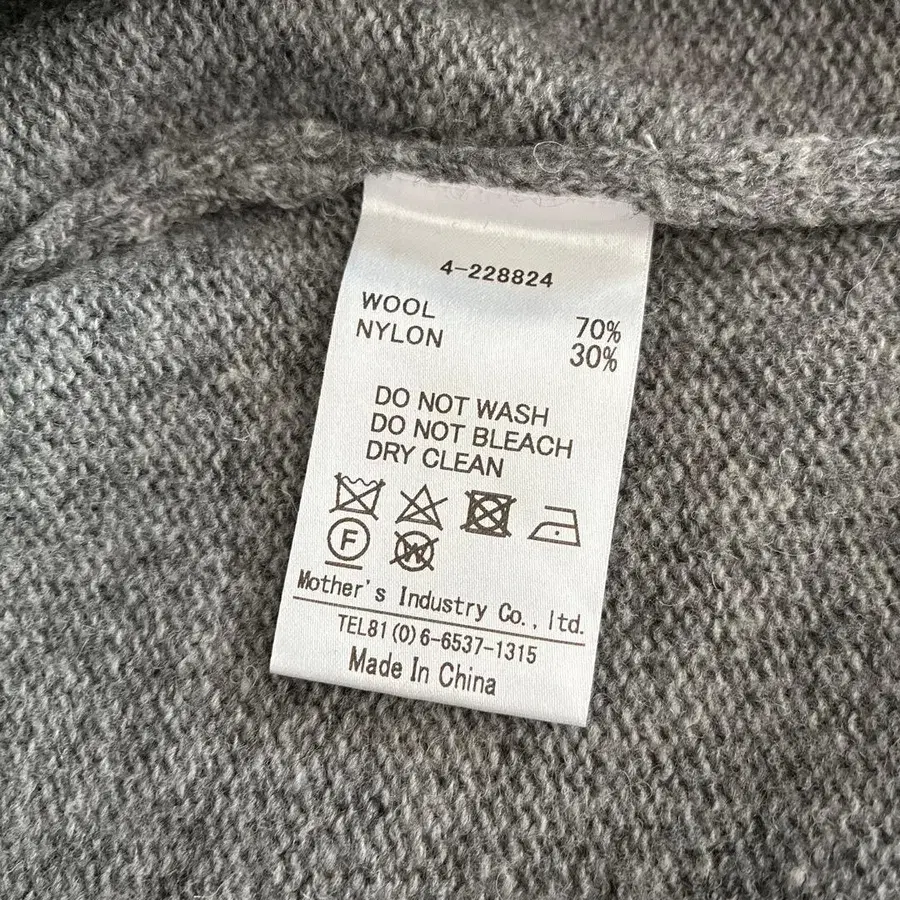 4-228824
WOOL 70%
NYLON 30%
DO NOT WASH
DO NOT BLEACH
DRY CLEAN
F W
Mother's Industry Co., ltd.
TEL81(0)6-6537-1315
Made In China